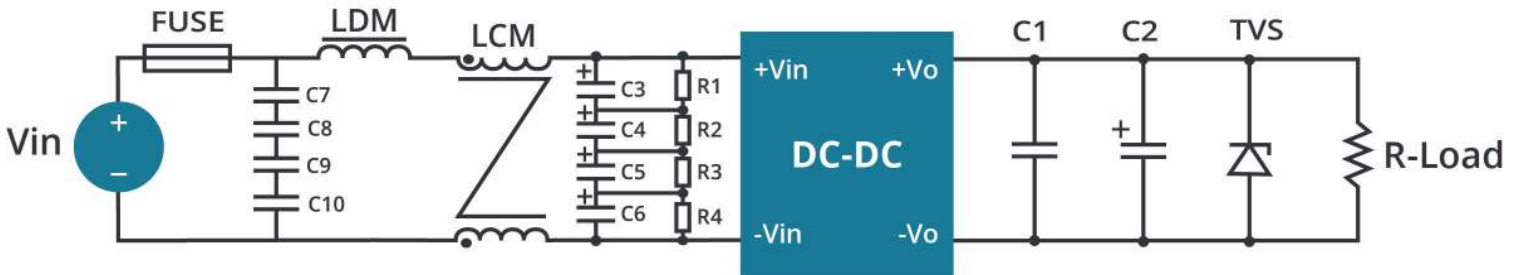 FUSE
LDM
LCM
C1
C2
TVS
C7
C8
C9
C10
C3
C4
C5
C6
R1
R2
R3
R4
+
+
+
+
+Vin
+Vo
DC-DC
-Vin
-Vo
Vin
+
−
+
R-Load